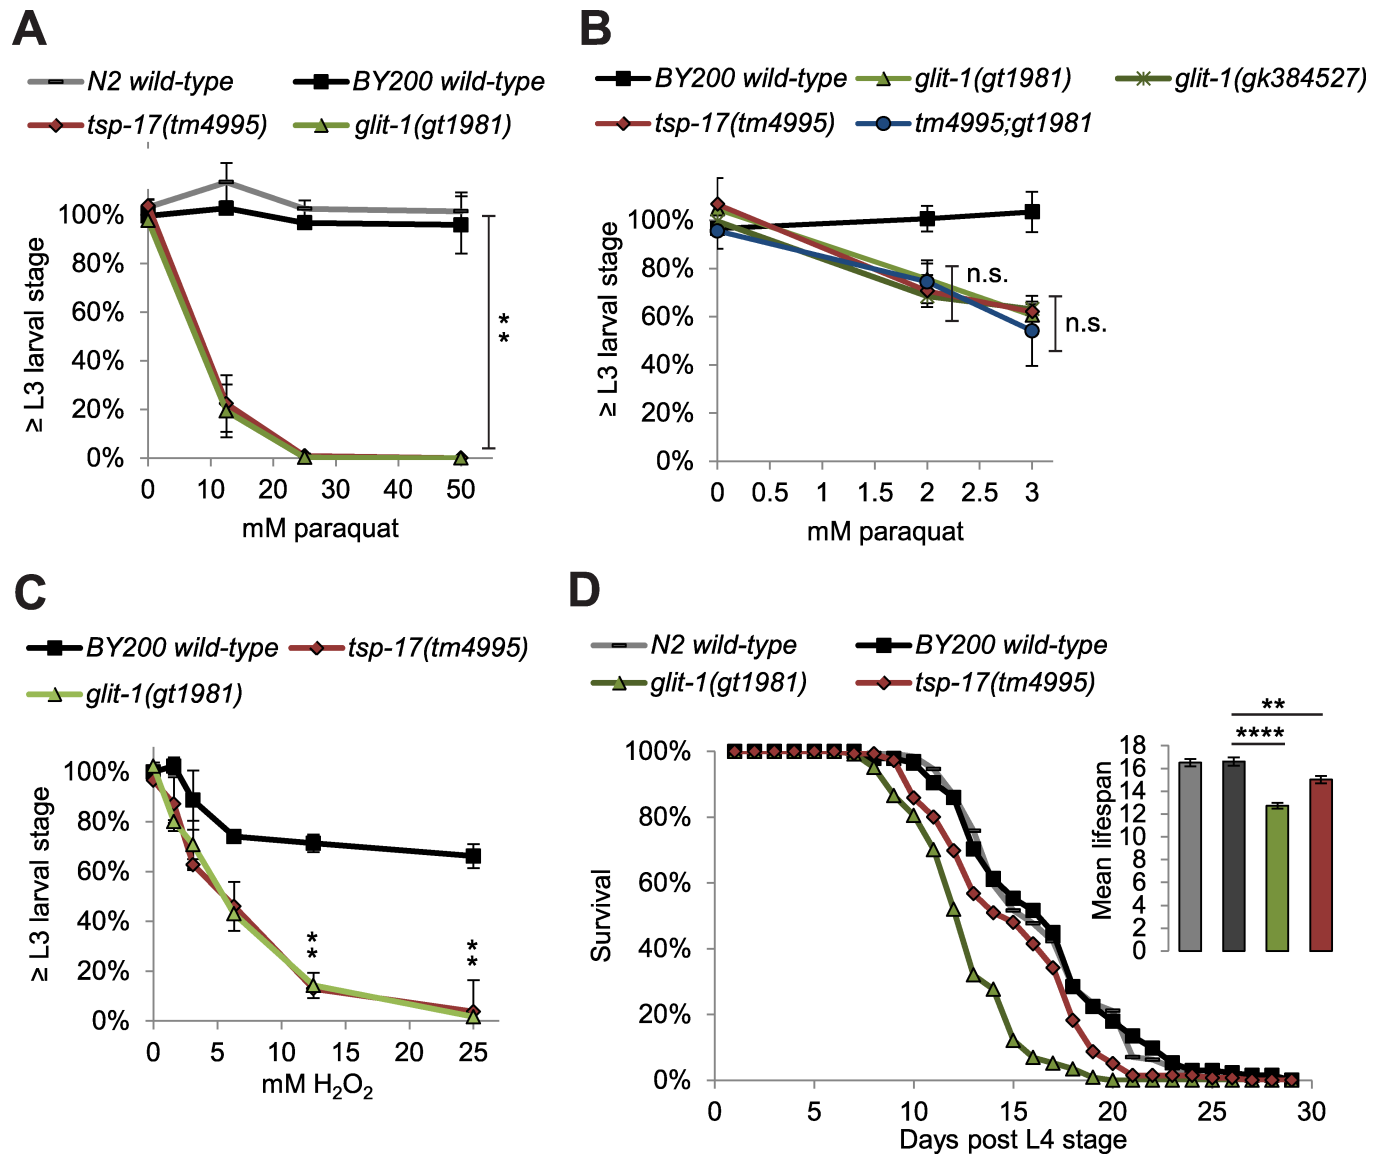 A
N2 wild-type BY200 wild-type
tsp-17(tm4995) glit-1(gt1981)
100%
80%
60%
40%
20%
0%
≥ L3 larval stage
**
0 10 20 30 40 50
mM paraquat
B
BY200 wild-type glit-1(gt1981) glit-1(gk384527)
tsp-17(tm4995) tm4995;gt1981
100%
80%
60%
40%
20%
0%
≥ L3 larval stage
n.s.
n.s.
0 0.5 1 1.5 2 2.5 3
mM paraquat
C
BY200 wild-type tsp-17(tm4995)
glit-1(gt1981)
100%
80%
60%
40%
20%
0%
≥ L3 larval stage
**
**
0 5 10 15 20 25
mM H₂O₂
D
N2 wild-type BY200 wild-type
glit-1(gt1981) tsp-17(tm4995)
100%
80%
60%
40%
20%
0%
Survival
0 5 10 15 20 25 30
Days post L4 stage
**
****
18
16
14
12
10
8
6
4
2
0
Mean lifespan